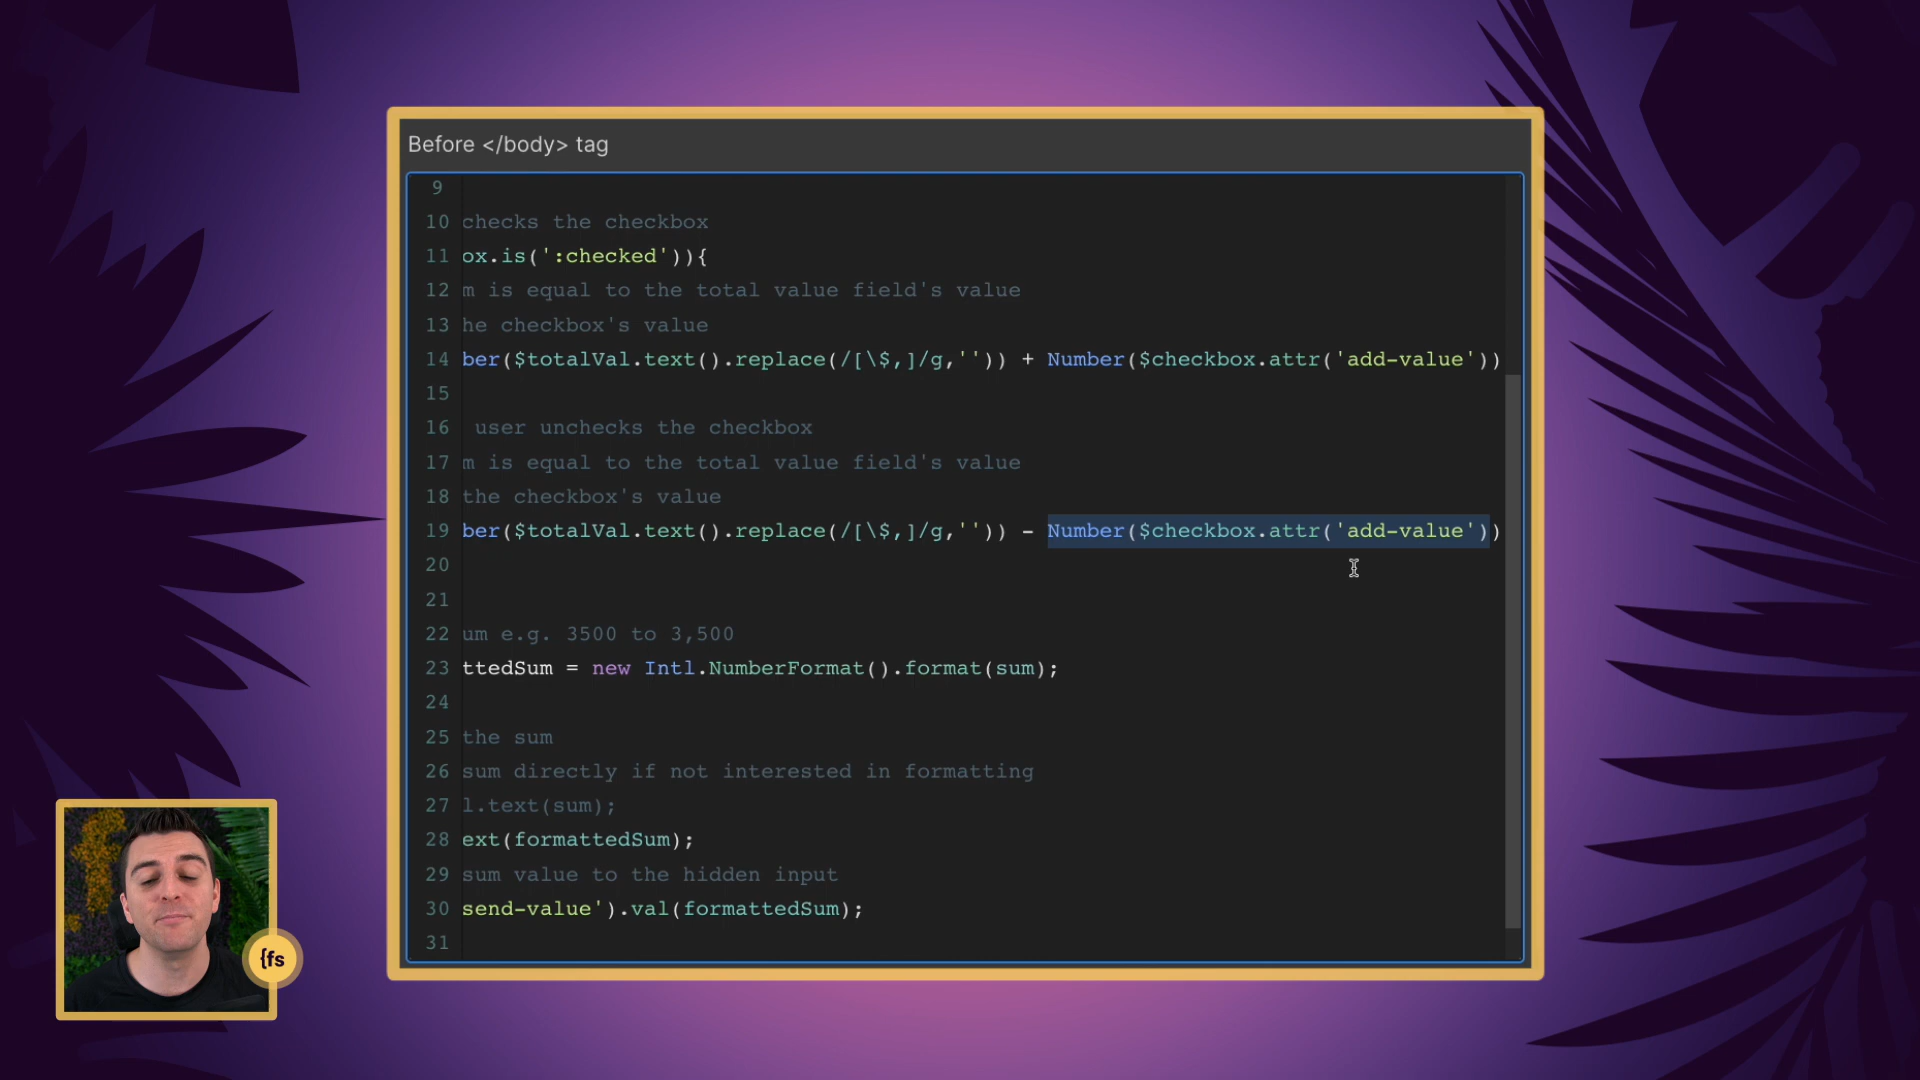 Before </body> tag
9
10 checks the checkbox
11 ox.is(':checked')){
12 m is equal to the total value field's value
13 he checkbox's value
14 ber($totalVal.text().replace(/[\$,]/g,'')) + Number($checkbox.attr('add-value'))
15
16 user unchecks the checkbox
17 m is equal to the total value field's value
18 the checkbox's value
19 ber($totalVal.text().replace(/[\$,]/g,'')) - Number($checkbox.attr('add-value'))
20
21
22 um e.g. 3500 to 3,500
23 ttedSum = new Intl.NumberFormat().format(sum);
24
25 the sum
26 sum directly if not interested in formatting
27 l.text(sum);
28 ext(formattedSum);
29 sum value to the hidden input
30 send-value').val(formattedSum);
31
{fs